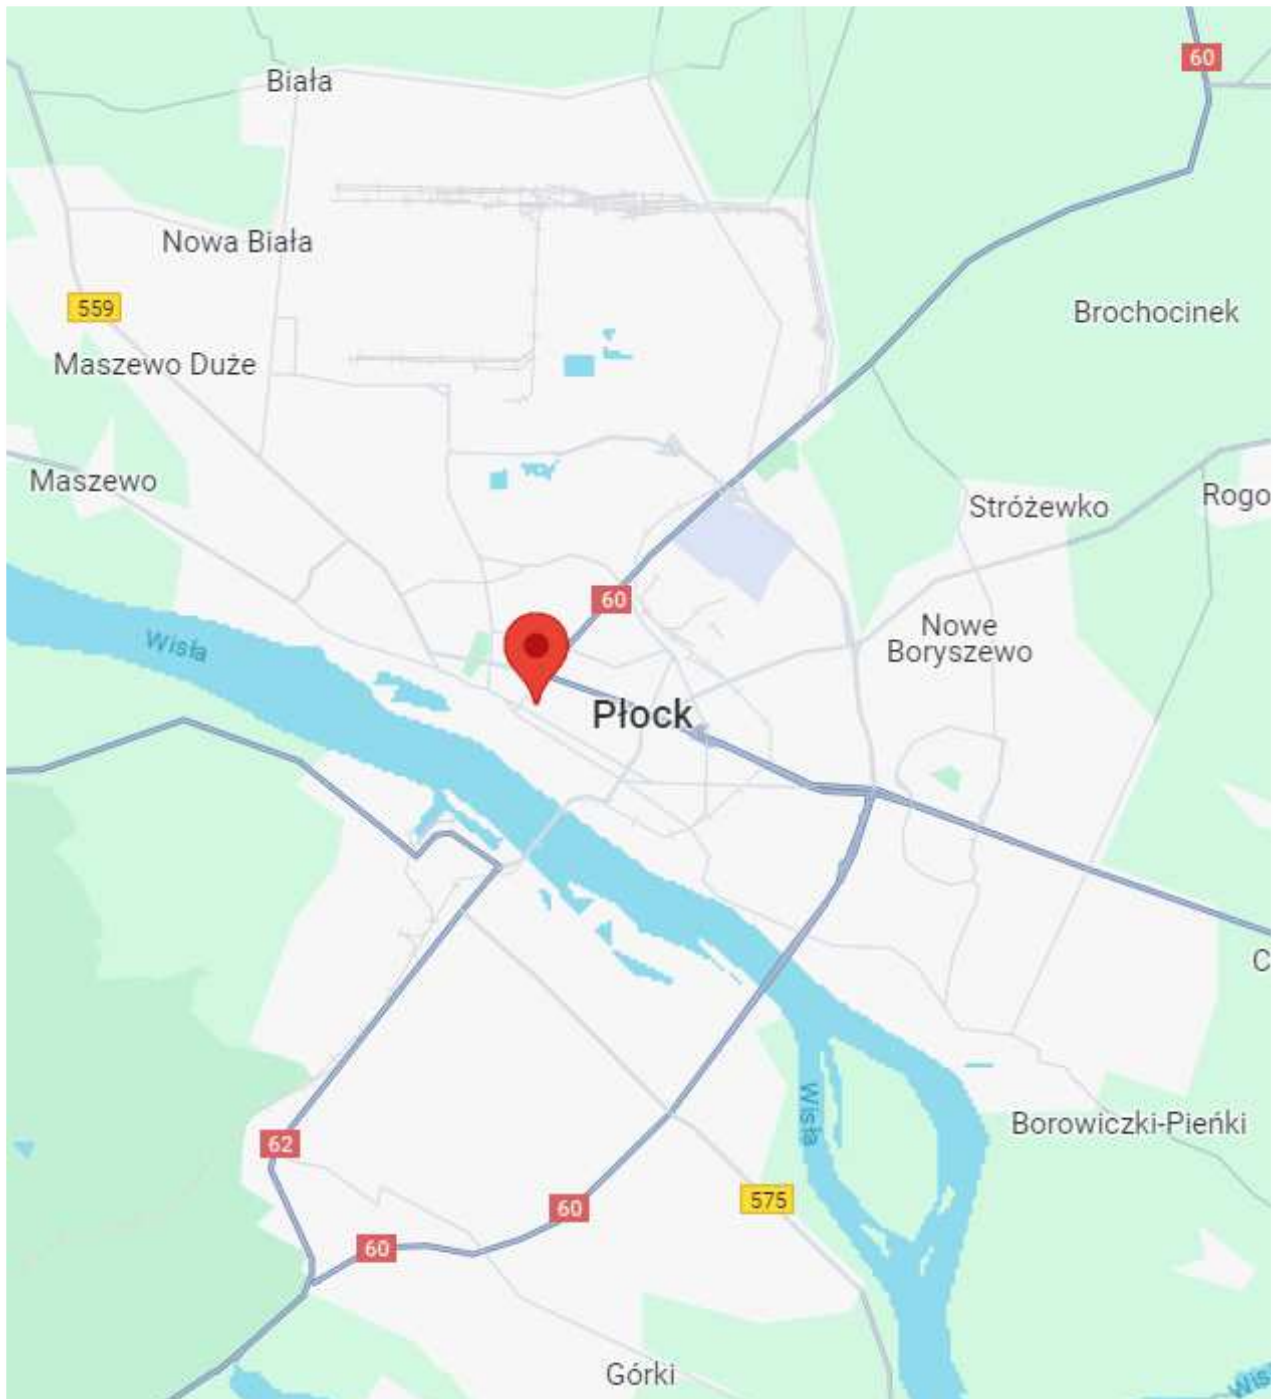 60
Biała
Nowa Biała
559
Brochocinek
Maszewo Duże
Maszewo
Stróżewko
Rogo
60
Nowe
Boryszewo
Wisła
Płock
C
Wisła
Borowiczki-Pieńki
62
575
60
60
Górki
Wis